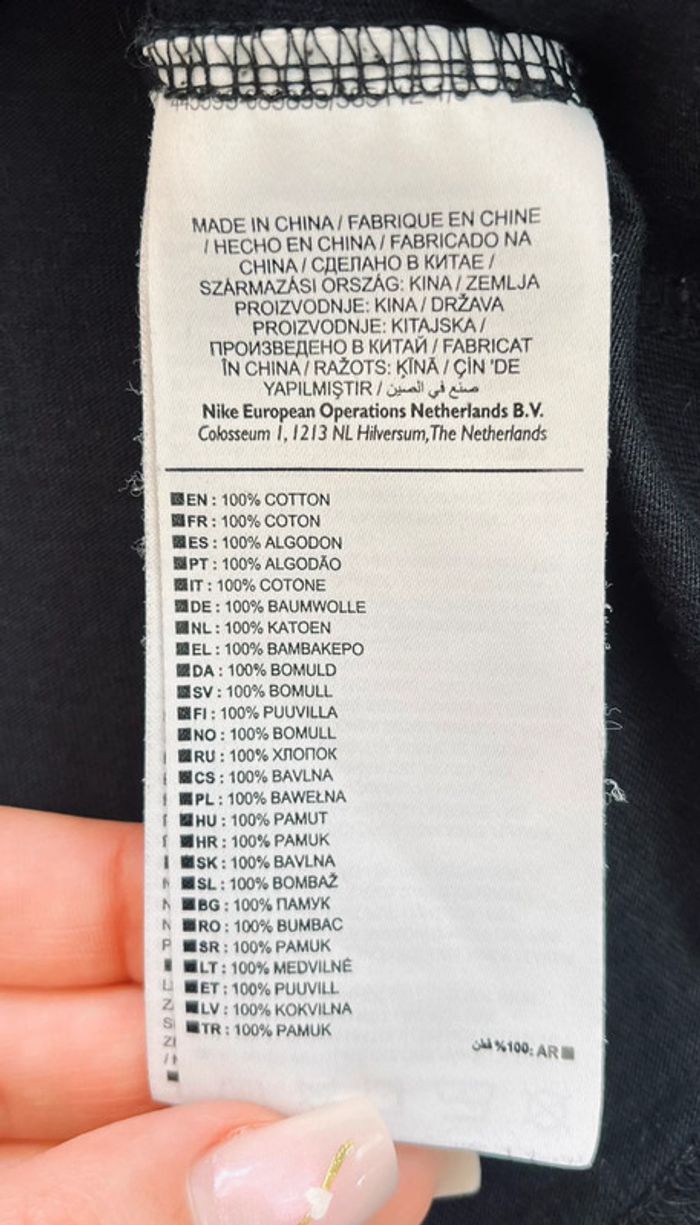 MADE IN CHINA / FABRIQUE EN CHINE
/ HECHO EN CHINA / FABRICADO NA
CHINA / СДЕЛАНО В КИТАЕ /
SZÁRMAZÁSI ORSZÁG: KINA / ZEMLJA
PROIZVODNJE: KINA / DRŽAVA
PROIZVODNJE: KITAJSKA /
ПРОИЗВЕДЕНО В КИТАЙ / FABRICAT
ÎN CHINA / RAŽOTS: ĶĪNĀ / ÇİN 'DE
YAPILMIŞTIR / صنع في الصين
Nike European Operations Netherlands B.V.
Colosseum 1, 1213 NL Hilversum, The Netherlands
EN : 100% COTTON
FR : 100% COTON
ES : 100% ALGODON
PT : 100% ALGODÃO
IT : 100% COTONE
DE : 100% BAUMWOLLE
NL : 100% KATOEN
EL : 100% ΒΑΜΒΑΚΕΡΟ
DA : 100% BOMULD
SV : 100% BOMULL
FI : 100% PUUVILLA
NO : 100% BOMULL
RU : 100% ХЛОПОК
CS : 100% BAVLNA
PL : 100% BAWEŁNA
HU : 100% PAMUT
HR : 100% PAMUK
SK : 100% BAVLNA
SL : 100% BOMBAŽ
BG : 100% ПАМУК
RO : 100% BUMBAC
SR : 100% PAMUK
LT : 100% MEDVILNĖ
ET : 100% PUUVILL
LV : 100% KOKVILNA
TR : 100% PAMUK
AR :100% قطن